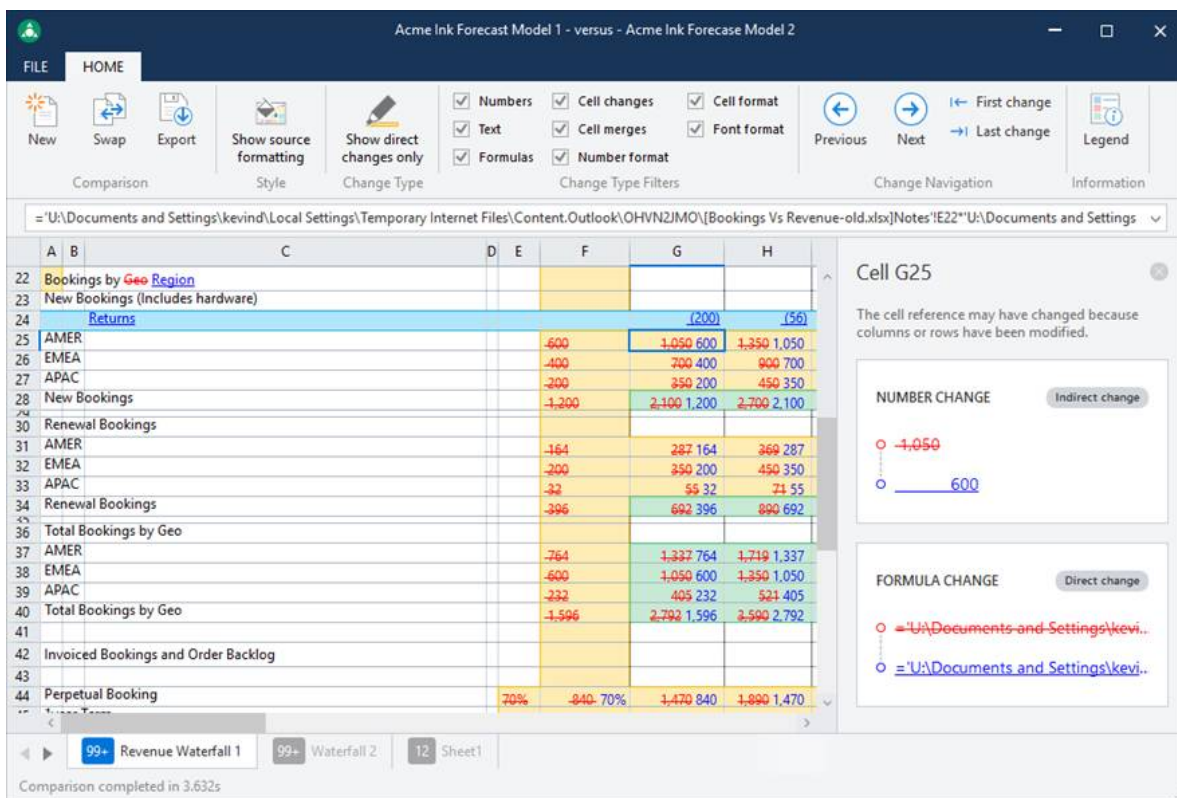 Acme Ink Forecast Model 1 - versus - Acme Ink Forecase Model 2
FILE HOME
New Swap Export Show source formatting Show direct changes only
Numbers Cell changes Cell format
Text Cell merges Font format
Formulas Number format
Previous Next First change Last change Legend
Comparison Style Change Type Change Type Filters Change Navigation Information
='U:\Documents and Settings\kevind\Local Settings\Temporary Internet Files\Content.Outlook\OHVN2JMO\[Bookings Vs Revenue-old.xlsx]Notes'!E22*'U:\Documents and Settings
A B C D E F G H
22 Bookings by Geo Region
23 New Bookings (Includes hardware)
24 Returns (200) (56)
25 AMER 600 1,050 600 1,350 1,050
26 EMEA 400 700 400 900 700
27 APAC 200 350 200 450 350
28 New Bookings 1,200 2,100 1,200 2,700 2,100
30 Renewal Bookings
31 AMER 164 287 164 369 287
32 EMEA 200 350 200 450 350
33 APAC 32 55 32 71 55
34 Renewal Bookings 396 692 396 890 692
36 Total Bookings by Geo
37 AMER 764 1,337 764 1,719 1,337
38 EMEA 600 1,050 600 1,350 1,050
39 APAC 232 405 232 521 405
40 Total Bookings by Geo 1,596 2,792 1,596 3,590 2,792
41
42 Invoiced Bookings and Order Backlog
43
44 Perpetual Booking 70% 840 70% 1,470 840 1,890 1,470
Cell G25
The cell reference may have changed because
columns or rows have been modified.
NUMBER CHANGE Indirect change
1,050
600
FORMULA CHANGE Direct change
='U:\Documents and Settings\kevi..
='U:\Documents and Settings\kevi..
99+ Revenue Waterfall 1 99+ Waterfall 2 12 Sheet1
Comparison completed in 3.632s